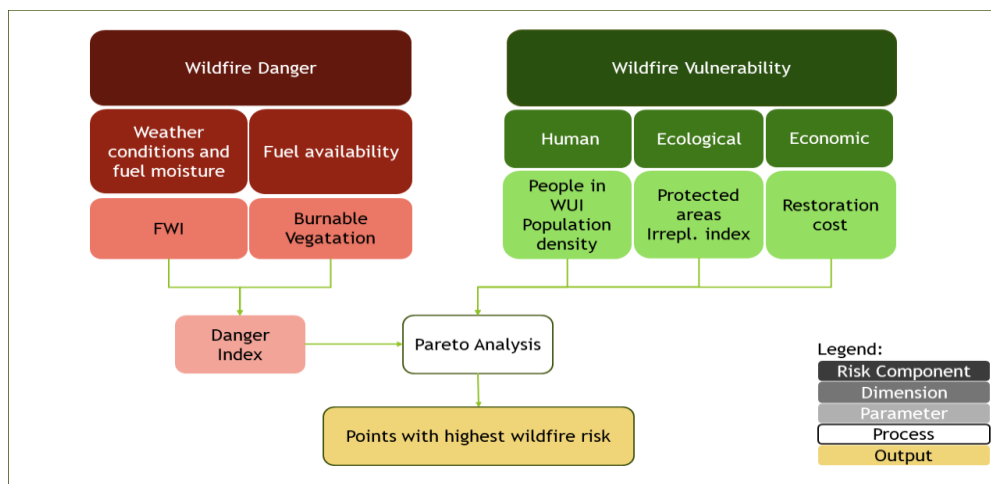 Wildfire Danger
Wildfire Vulnerability
Weather
conditions and
fuel moisture
Fuel availability
Human
Ecological
Economic
FWI
Burnable
Vegatation
People in
WUI
Population
density
Protected
areas
Irrepl. index
Restoration
cost
Danger
Index
Pareto Analysis
Points with highest wildfire risk
Legend:
Risk Component
Dimension
Parameter
Process
Output